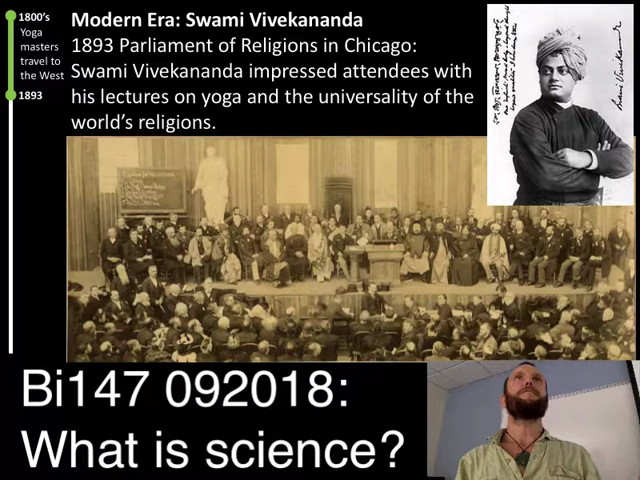 1800's
Yoga
masters
travel to
the West
1893
Modern Era: Swami Vivekananda
1893 Parliament of Religions in Chicago:
Swami Vivekananda impressed attendees with
his lectures on yoga and the universality of the
world's religions.
Swami Vivekananda
Bi147 092018:
What is science?